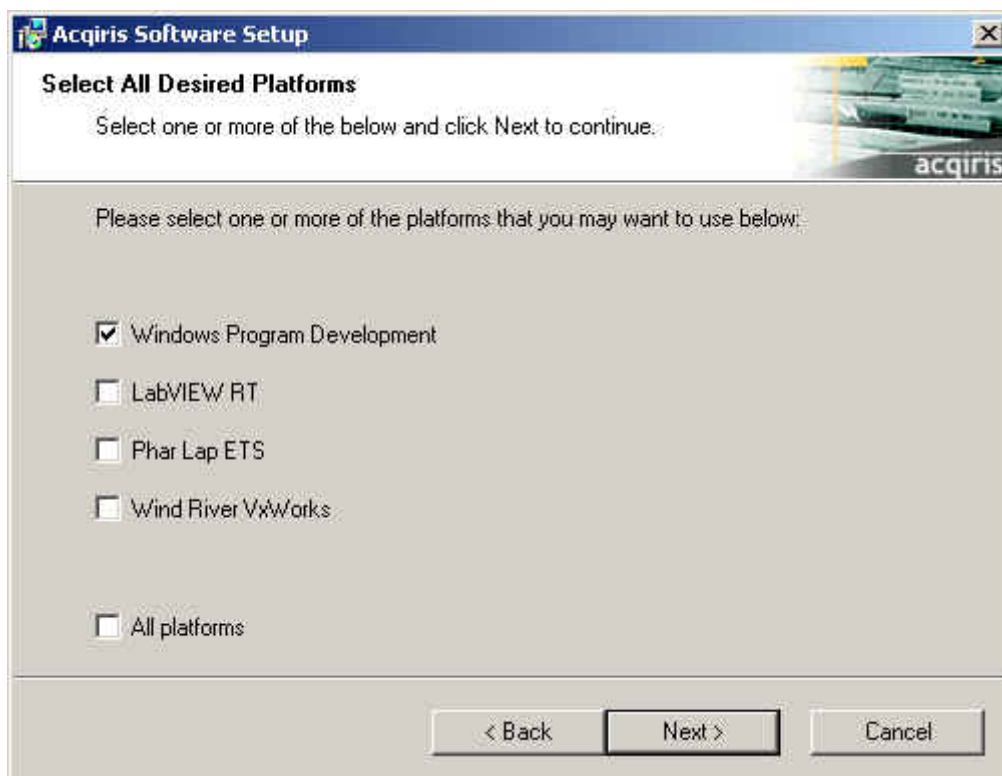 Acqiris Software Setup
Select All Desired Platforms
Select one or more of the below and click Next to continue.
acqiris
Please select one or more of the platforms that you may want to use below:
Windows Program Development
LabVIEW RT
Phar Lap ETS
Wind River VxWorks
All platforms
< Back
Next >
Cancel